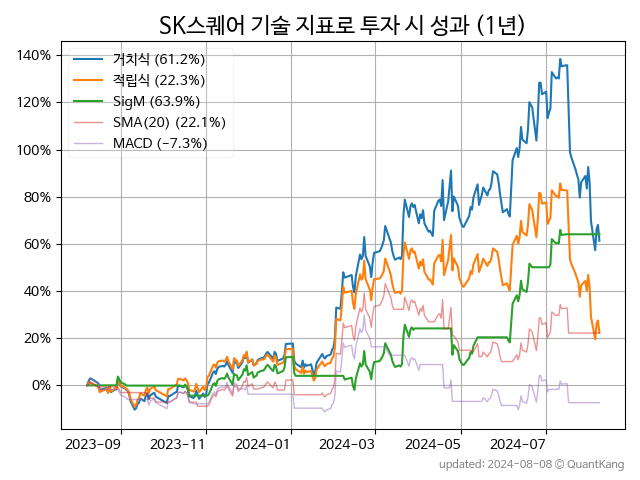 SK스퀘어 기술 지표로 투자 시 성과 (1년)
140%
120%
100%
80%
60%
40%
20%
0%
거치식 (61.2%)
적립식 (22.3%)
SigM (63.9%)
SMA(20) (22.1%)
MACD (-7.3%)
2023-09
2023-11
2024-01
2024-03
2024-05
2024-07
updated: 2024-08-08 © QuantKang